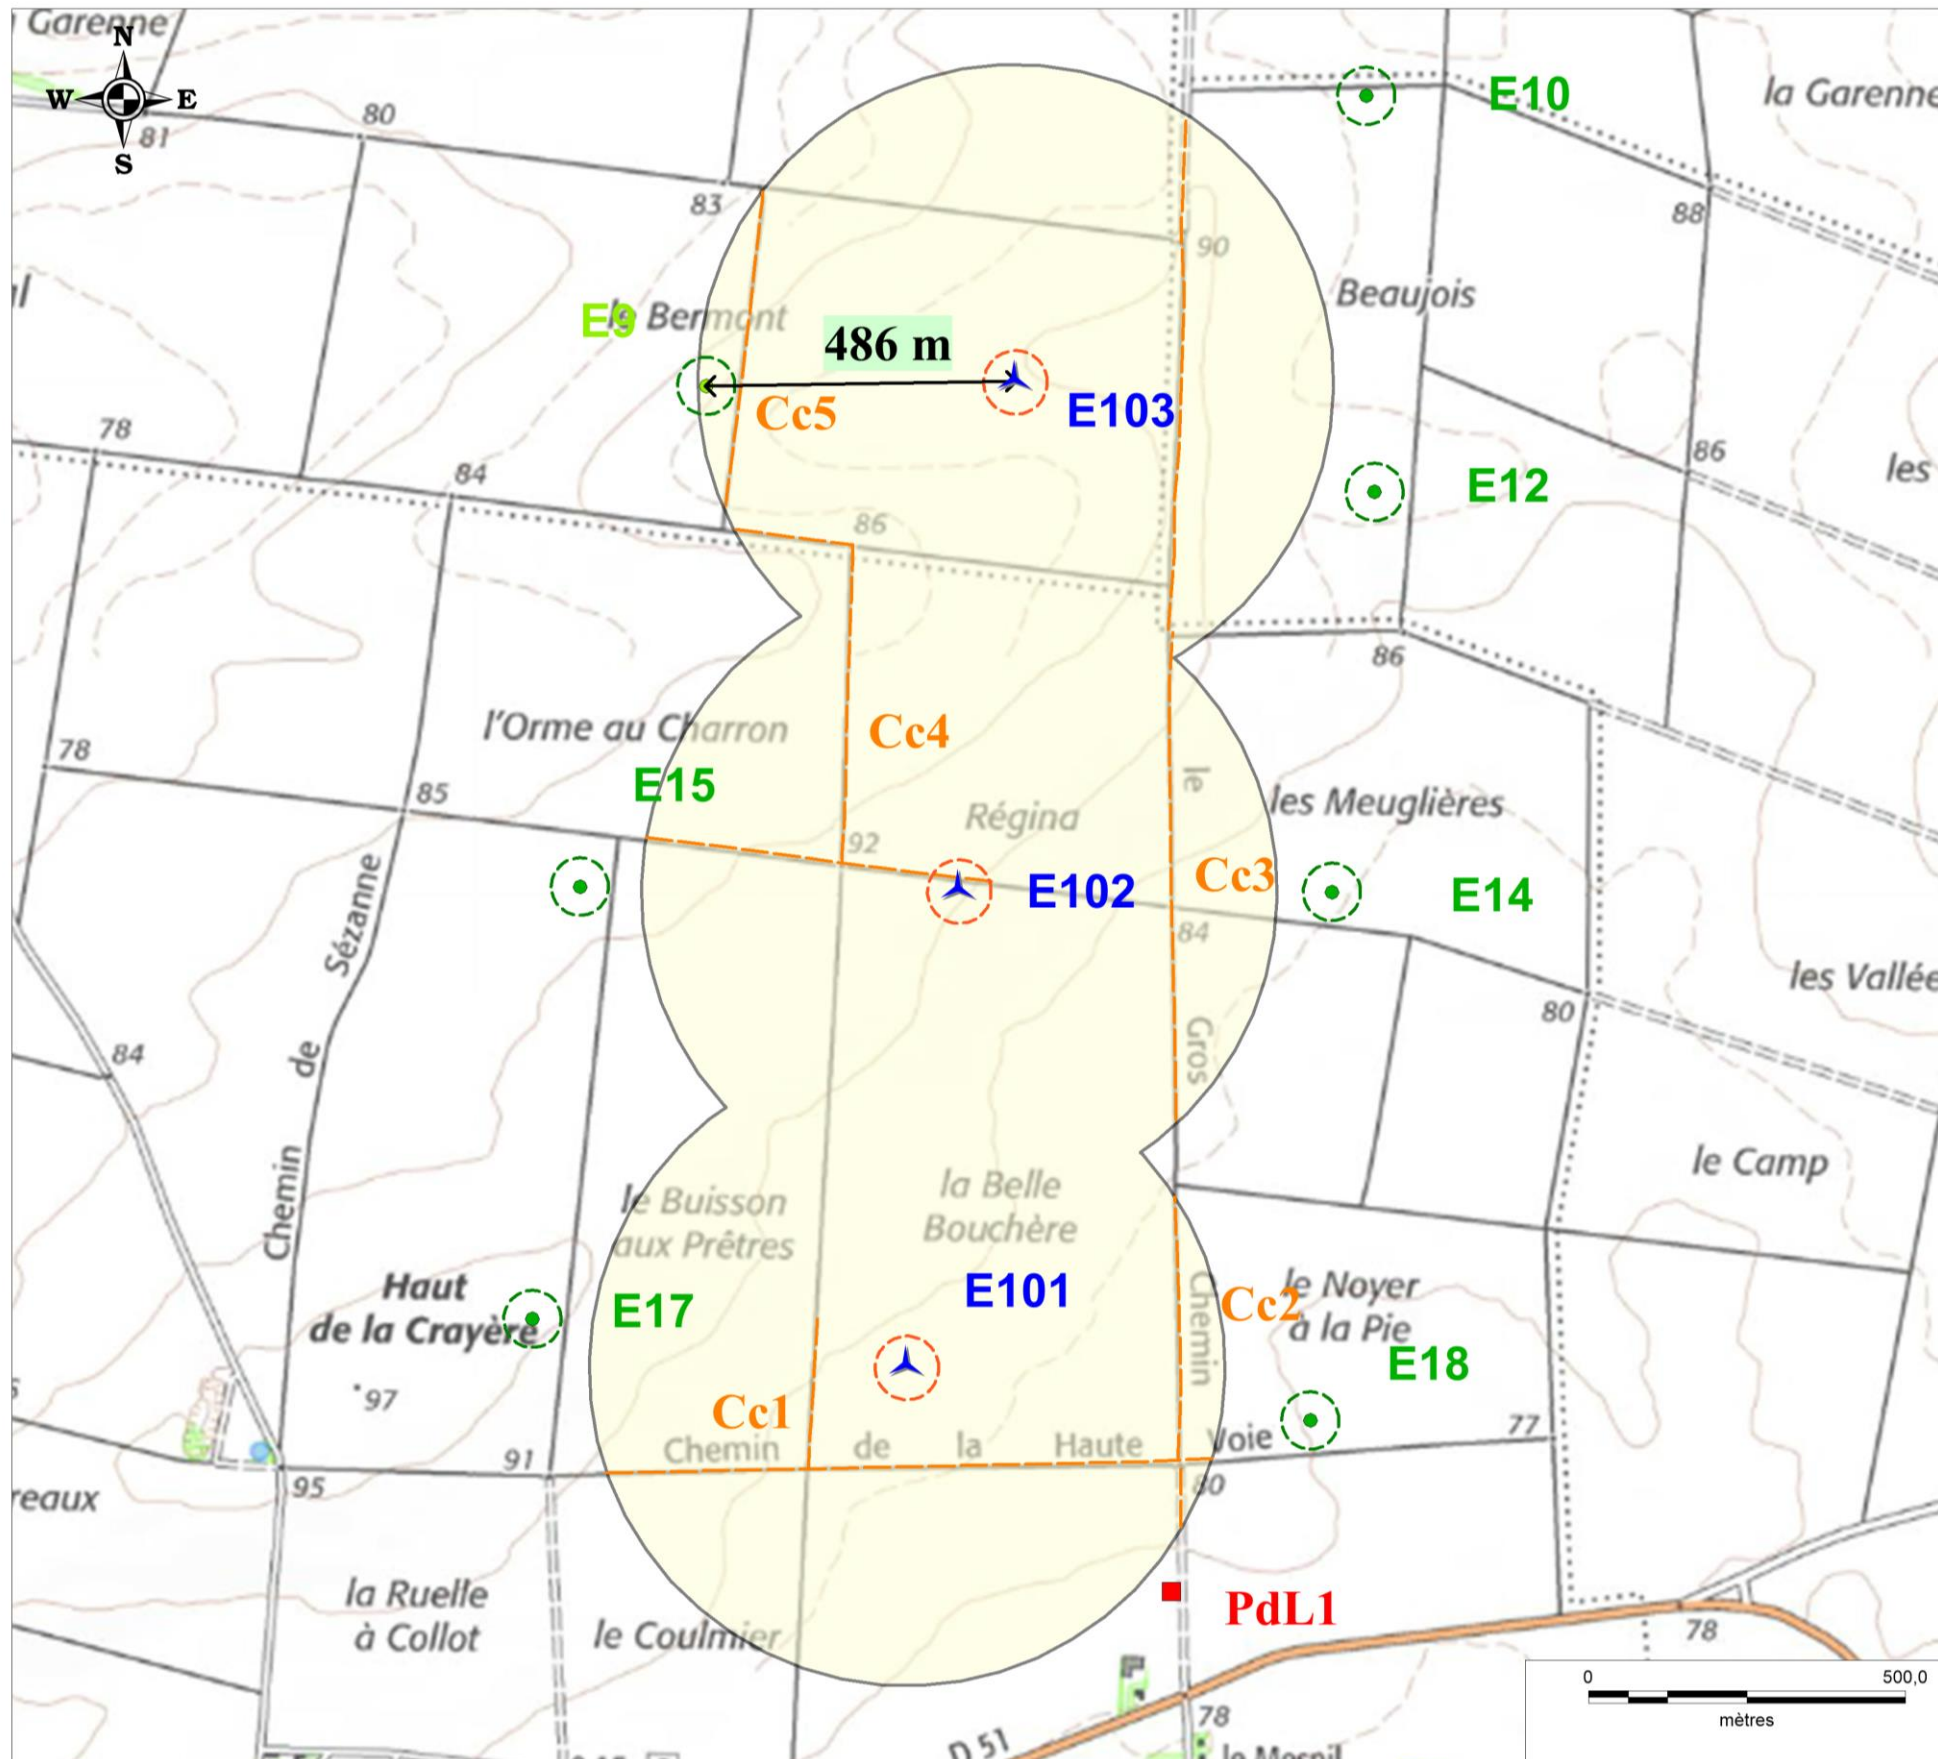 Garenne
N
W
E
S
81
80
83
E10
la Garenne
88
90
Beaujois
E9
le Bermont
486 m
Cc5
E103
78
84
86
86
les
E12
86
l'Orme au Charron
Cc4
78
E15
85
92
Régina
le
les Meuglières
Cc3
E102
E14
84
Chemin de Sézanne
les Vallée
80
Gros
84
le Camp
le Buisson
aux Prêtres
la Belle
Bouchère
E101
Haut
de la Crayère
E17
Chemin
Cc2
le Noyer
à la Pie
E18
97
Cc1
Chemin de la Haute Voie
77
91
95
80
reaux
la Ruelle
à Collot
le Coulmier
PdL1
78
0
500,0
mètres
78
D 51
le Mesnil